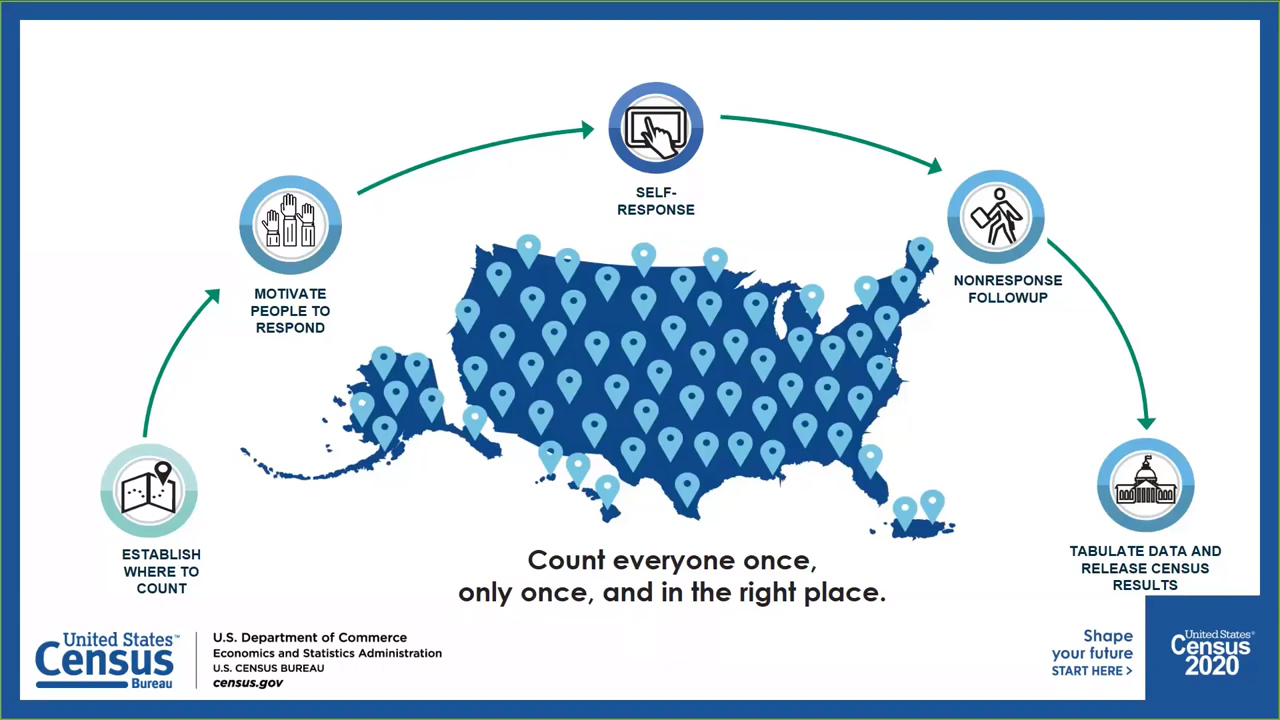 SELF-
RESPONSE
MOTIVATE
PEOPLE TO
RESPOND
NONRESPONSE
FOLLOWUP
ESTABLISH
WHERE TO
COUNT
TABULATE DATA AND
RELEASE CENSUS
RESULTS
Count everyone once,
only once, and in the right place.
United States™
Census
Bureau
U.S. Department of Commerce
Economics and Statistics Administration
U.S. CENSUS BUREAU
census.gov
Shape
your future
START HERE >
United States®
Census
2020